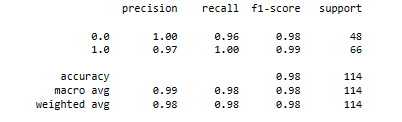 precision recall f1-score support
0.0 1.00 0.96 0.98 48
1.0 0.97 1.00 0.99 66
accuracy 0.98 114
macro avg 0.99 0.98 0.98 114
weighted avg 0.98 0.98 0.98 114